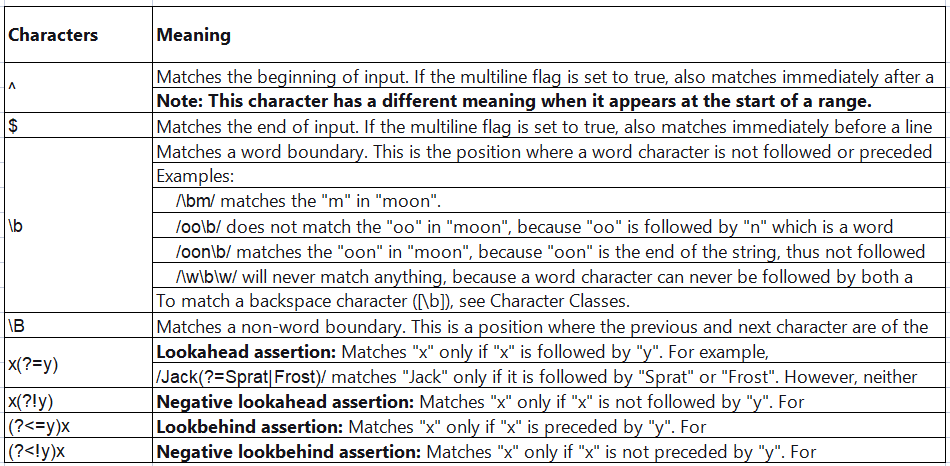 Characters Meaning
^ Matches the beginning of input. If the multiline flag is set to true, also matches immediately after a
Note: This character has a different meaning when it appears at the start of a range.
$ Matches the end of input. If the multiline flag is set to true, also matches immediately before a line
\b Matches a word boundary. This is the position where a word character is not followed or preceded
Examples:
/\bm/ matches the "m" in "moon".
/oo\b/ does not match the "oo" in "moon", because "oo" is followed by "n" which is a word
/oon\b/ matches the "oon" in "moon", because "oon" is the end of the string, thus not followed
/\w\b\w/ will never match anything, because a word character can never be followed by both a
To match a backspace character ([\b]), see Character Classes.
\B Matches a non-word boundary. This is a position where the previous and next character are of the
x(?=y) Lookahead assertion: Matches "x" only if "x" is followed by "y". For example,
/Jack(?=Sprat|Frost)/ matches "Jack" only if it is followed by "Sprat" or "Frost". However, neither
x(?!y) Negative lookahead assertion: Matches "x" only if "x" is not followed by "y". For
(?<=y)x Lookbehind assertion: Matches "x" only if "x" is preceded by "y". For
(?<!y)x Negative lookbehind assertion: Matches "x" only if "x" is not preceded by "y". For